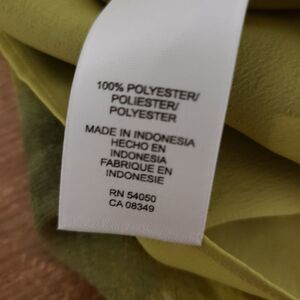 100% POLYESTER/
POLIESTER/
POLYESTER
MADE IN INDONESIA
HECHO EN
INDONESIA
FABRIQUE EN
INDONESIE
RN 54050
CA 08349